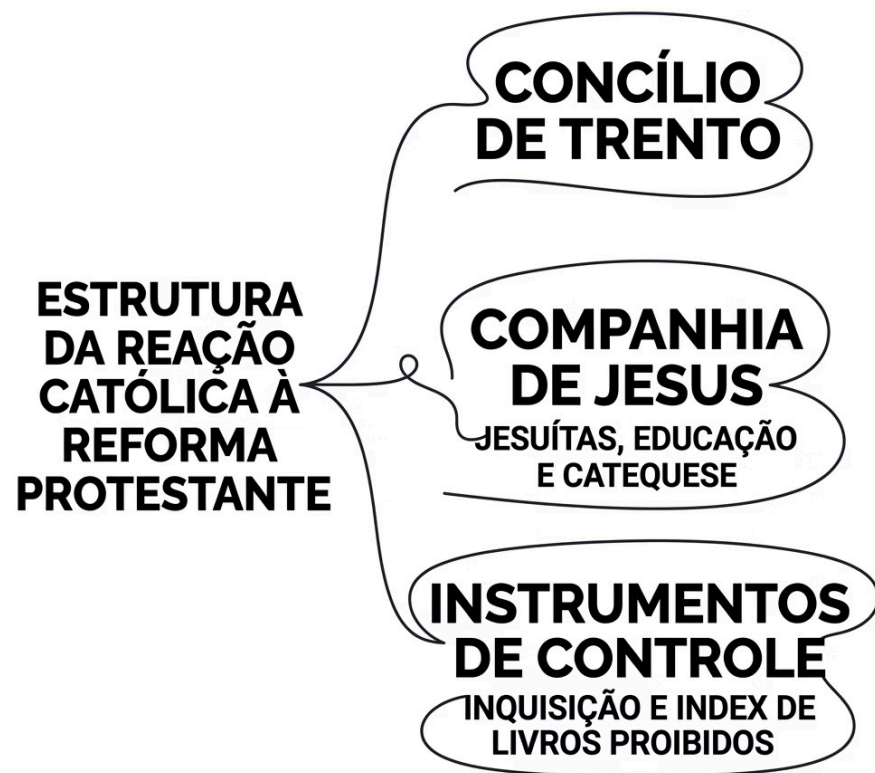 CONCÍLIO
DE TRENTO
ESTRUTURA
DA REAÇÃO
CATÓLICA À
REFORMA
PROTESTANTE
COMPANHIA
DE JESUS
JESUÍTAS, EDUCAÇÃO
E CATEQUESE
INSTRUMENTOS
DE CONTROLE
INQUISIÇÃO E INDEX DE
LIVROS PROIBIDOS